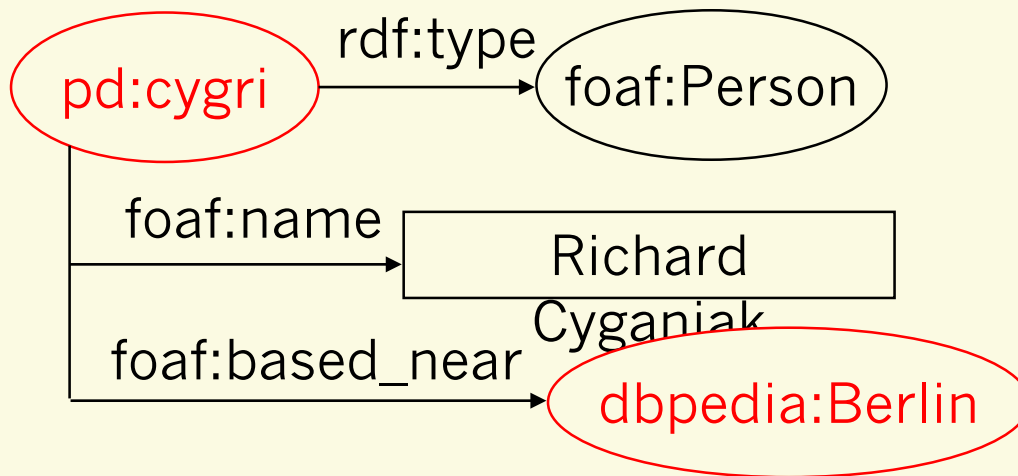 rdf:type
pd:cygri
foaf:Person
foaf:name
Richard
Cyganiak
foaf:based_near
dbpedia:Berlin